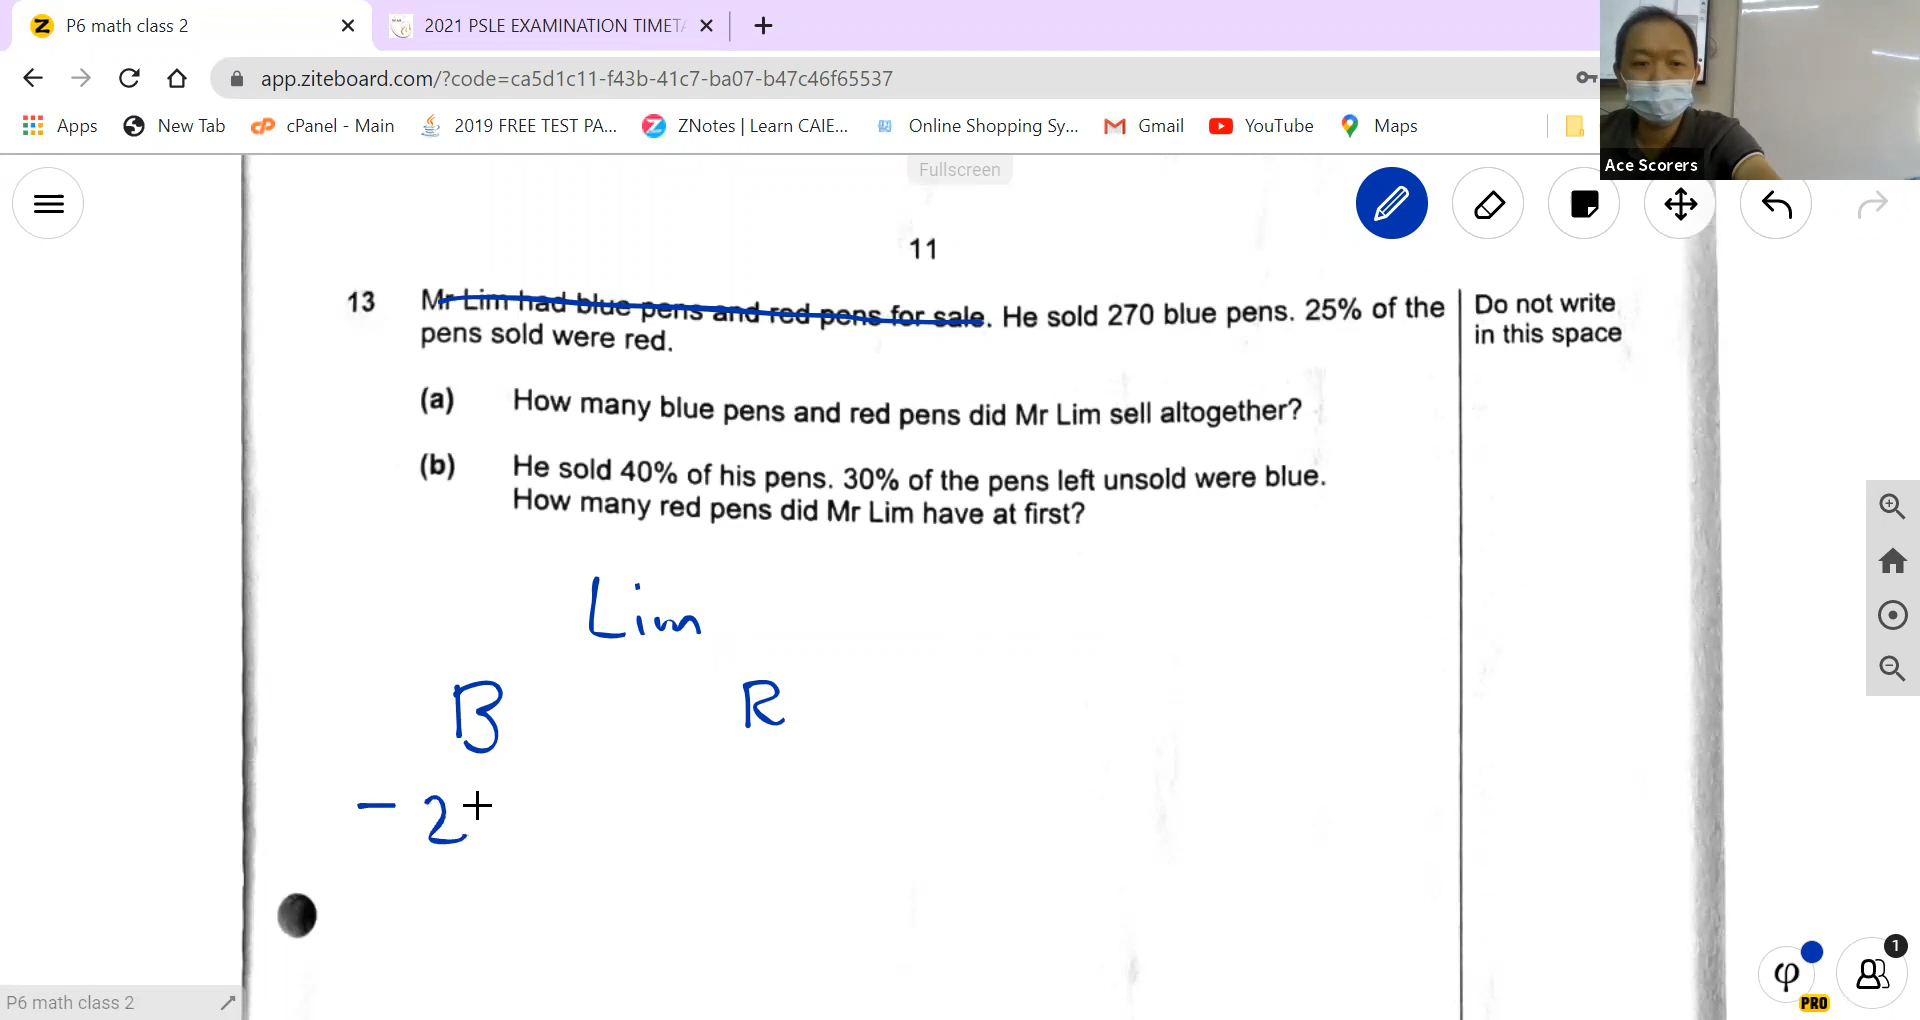 P6 math class 2
2021 PSLE EXAMINATION TIMET
app.ziteboard.com/?code=ca5d1c11-f43b-41c7-ba07-b47c46f65537
Apps New Tab cPanel - Main 2019 FREE TEST PA... ZNotes | Learn CAIE... Online Shopping Sy... Gmail YouTube Maps
Ace Scorers
Fullscreen
11
13 Mr Lim had blue pens and red pens for sale. He sold 270 blue pens. 25% of the
pens sold were red.
Do not write
in this space
(a) How many blue pens and red pens did Mr Lim sell altogether?
(b) He sold 40% of his pens. 30% of the pens left unsold were blue.
How many red pens did Mr Lim have at first?
Lim
B R
- 2
1
PRO
P6 math class 2